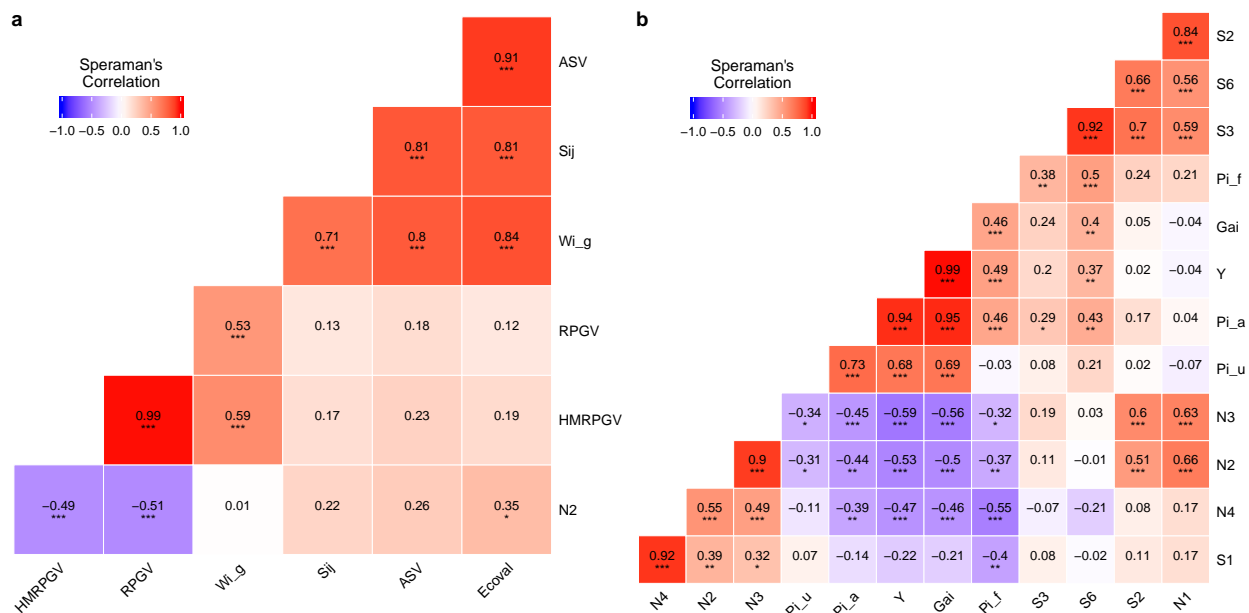 a
Speraman's
Correlation
−1.0 −0.5 0.0 0.5 1.0
0.91
***
ASV
0.81 0.81
*** ***
Sij
0.71 0.8 0.84
*** *** ***
Wi_g
0.53 0.13 0.18 0.12
***
RPGV
0.99 0.59 0.17 0.23 0.19
*** ***
HMRPGV
−0.49 −0.51 0.01 0.22 0.26 0.35
*** *** *
N2
HMRPGV RPGV Wi_g Sij ASV Ecoval
b
Speraman's
Correlation
−1.0 −0.5 0.0 0.5 1.0
0.84
***
S2
0.66 0.56
*** ***
S6
0.92 0.7 0.59
*** *** ***
S3
0.38 0.5 0.24 0.21
** ***
Pi_f
0.46 0.24 0.4 0.05 −0.04
*** **
Gai
0.99 0.49 0.2 0.37 0.02 −0.04
*** *** **
Y
0.94 0.95 0.46 0.29 0.43 0.17 0.04
*** *** *** * **
Pi_a
0.73 0.68 0.69 −0.03 0.08 0.21 0.02 −0.07
*** *** ***
Pi_u
−0.34 −0.45 −0.59 −0.56 −0.32 0.19 0.03 0.6 0.63
* *** *** *** * *** ***
N3
0.9 −0.31 −0.44 −0.53 −0.5 −0.37 0.11 −0.01 0.51 0.66
*** * ** *** *** ** *** ***
N2
0.55 0.49 −0.11 −0.39 −0.47 −0.46 −0.55 −0.07 −0.21 0.08 0.17
*** *** ** *** *** ***
N4
0.92 0.39 0.32 0.07 −0.14 −0.22 −0.21 −0.4 0.08 −0.02 0.11 0.17
*** ** * **
S1
N4 N2 N3 Pi_u Pi_a Y Gai Pi_f S3 S6 S2 N1